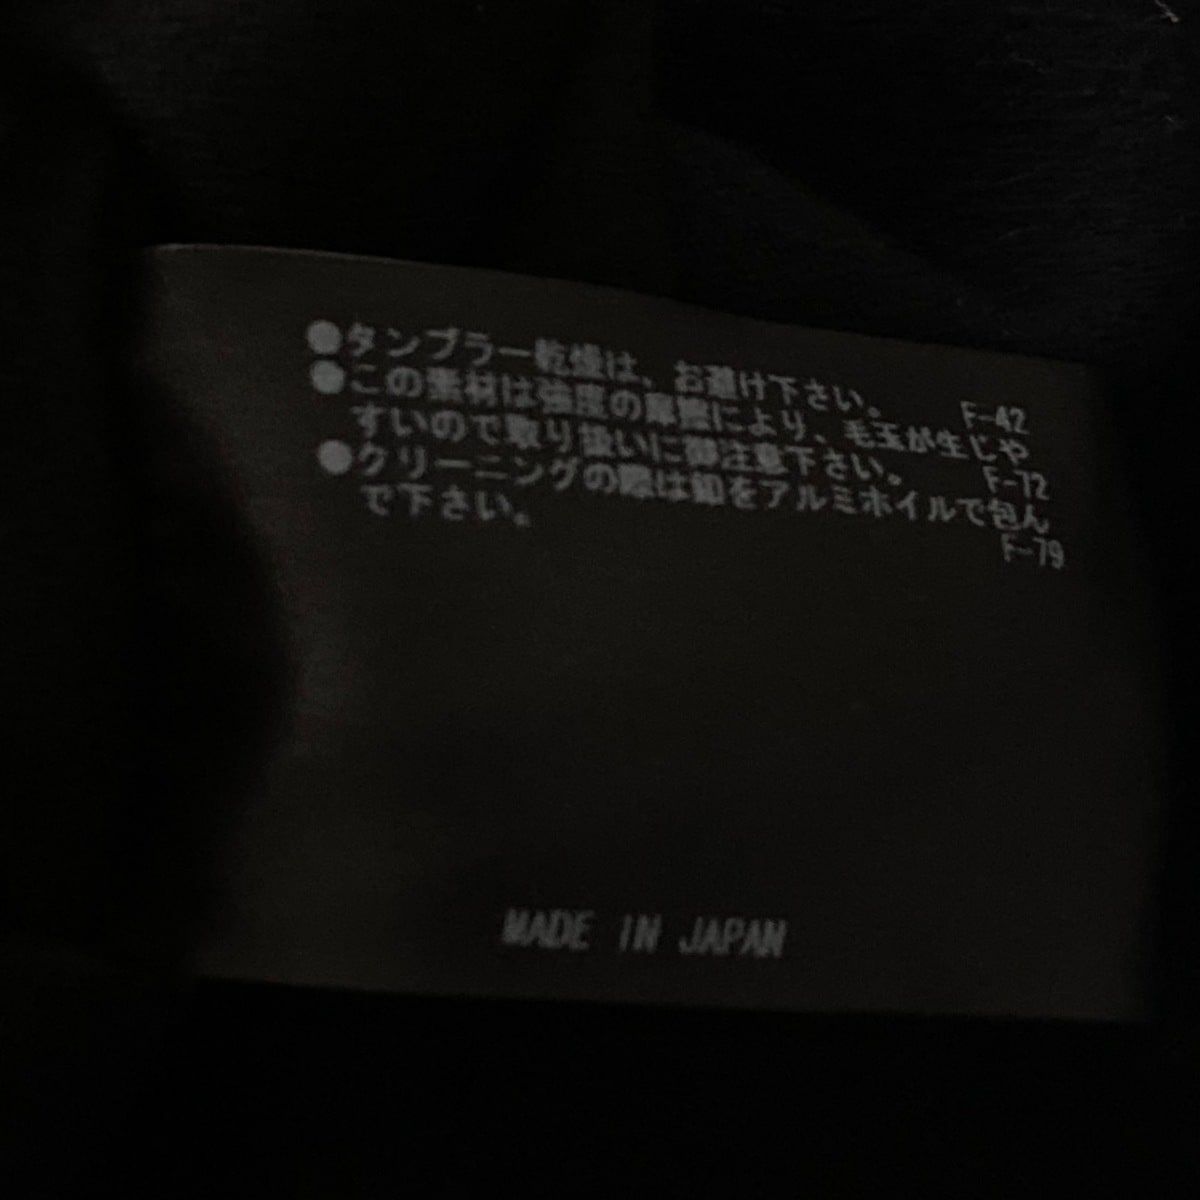 ●タンブラー乾燥は、お避け下さい。 F-42
●この素材は強度の摩擦により、毛玉が生じや
すいので取り扱いに御注意下さい。 F-72
●クリーニングの際は釦をアルミホイルで包ん
で下さい。 F-79
MADE IN JAPAN